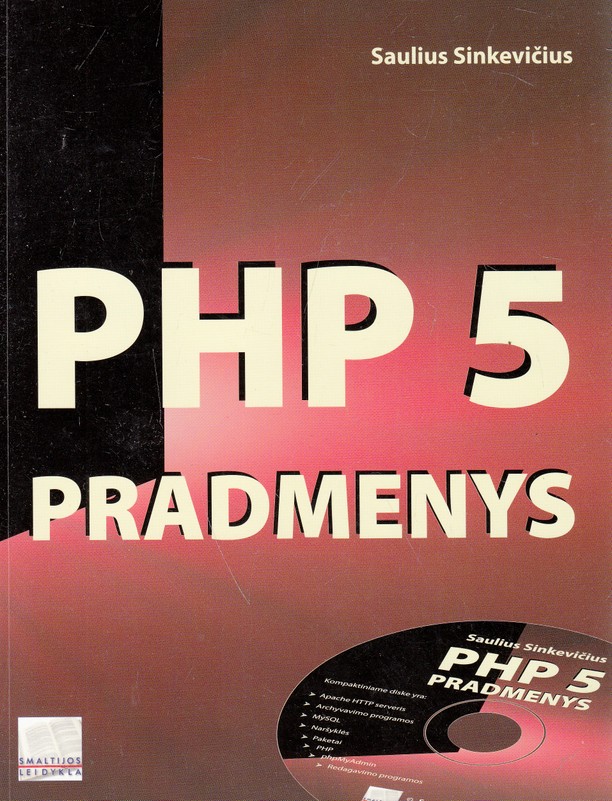 Saulius Sinkevičius
PHP 5
PRADMENYS
Saulius Sinkevičius
PHP 5
PRADMENYS
Kompaktiniame diske yra:
➤ Apache HTTP serveris
➤ Archyvavimo programos
➤ MySQL
➤ Naršyklės
➤ Paketai
➤ PHP
➤ phpMyAdmin
➤ Redagavimo programos
SMALTIJOS
LEIDYKLA